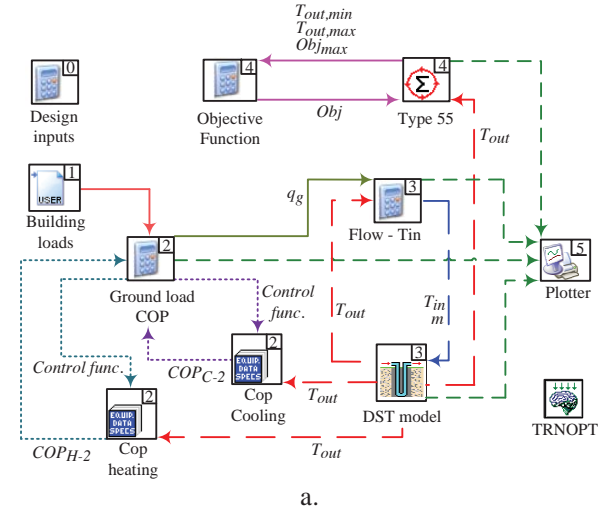 T_out,min
T_out,max
Obj_max
0
4
4
Design
inputs
Objective
Function
Σ
Type 55
Obj
T_out
1
USER
Building
loads
q_g
3
Flow - Tin
2
Ground load
COP
5
Plotter
Control
func.
T_out
T_in
m
Control func.
COP_C-2
2
EQUIP.
DATA
SPECS
Cop
Cooling
T_out
3
DST model
TRNOPT
2
EQUIP.
DATA
SPECS
Cop
heating
COP_H-2
T_out
a.